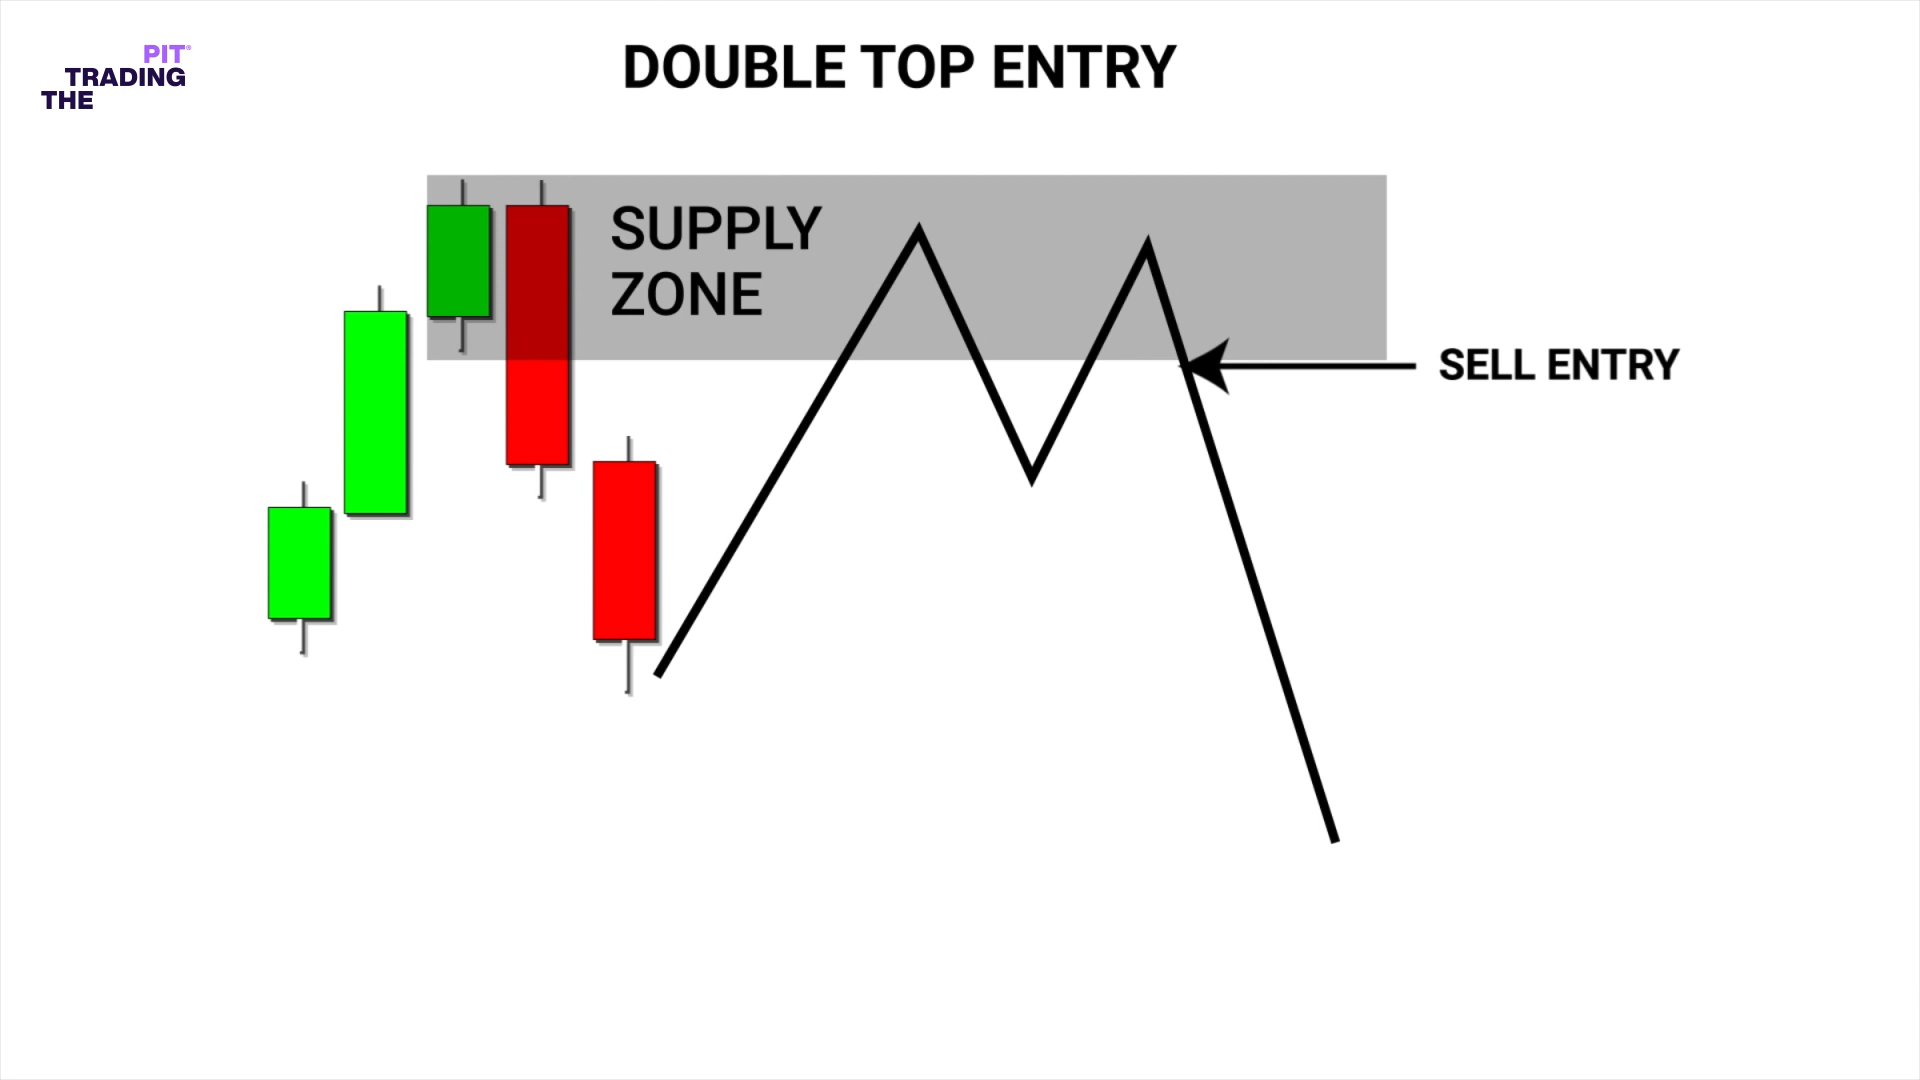 PIT®
TRADING
THE
DOUBLE TOP ENTRY
SUPPLY
ZONE
SELL ENTRY